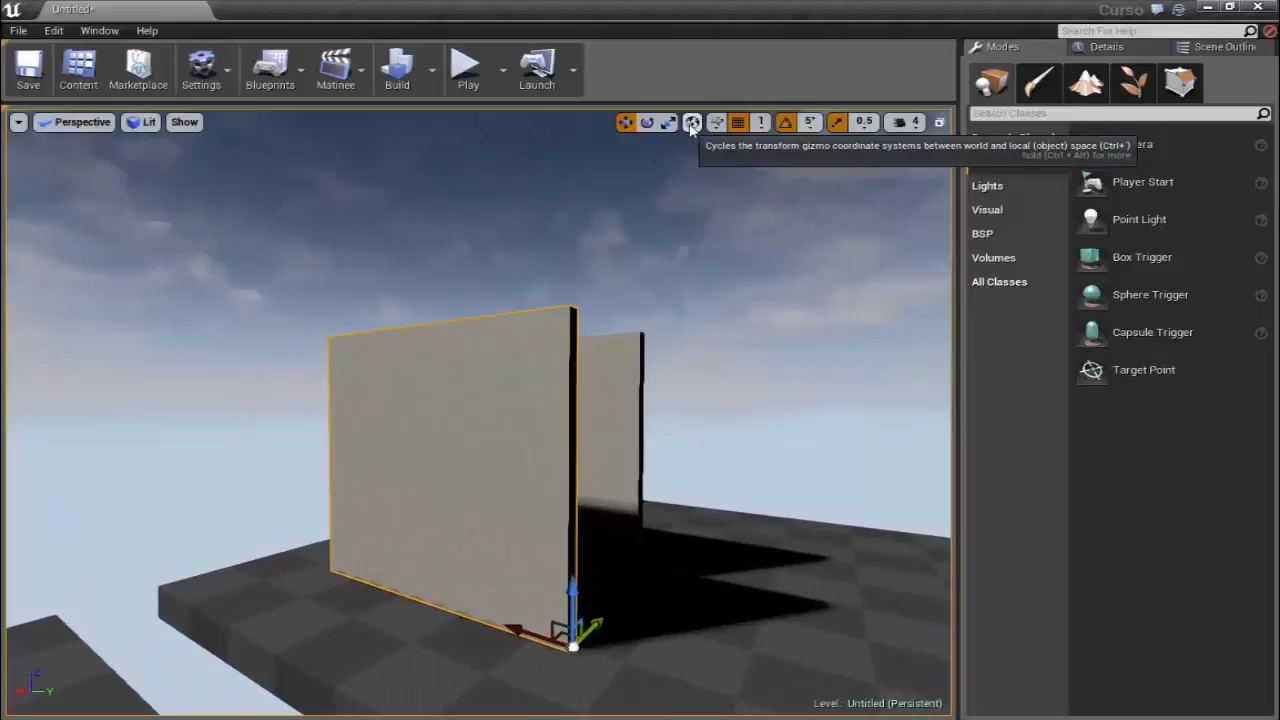 Untitled*
Curso
File Edit Window Help
Search For Help
Save Content Marketplace Settings Blueprints Matinee Build Play Launch
Modes Details Scene Outlin
Search Classes
Perspective Lit Show
1 5° 0.5 4
Cycles the transform gizmo coordinate systems between world and local (object) space (Ctrl+`)
hold (Ctrl + Alt) for more
Lights
Visual
BSP
Volumes
All Classes
Player Start
Point Light
Box Trigger
Sphere Trigger
Capsule Trigger
Target Point
Z
Y
Level: Untitled (Persistent)